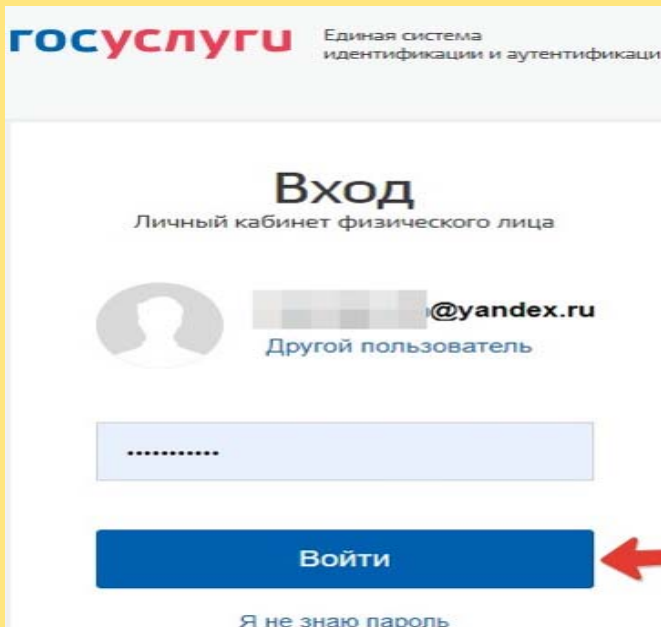 госуслуги
Единая система
идентификации и аутентификаци
Вход
Личный кабинет физического лица
@yandex.ru
Другой пользователь
•••••••••••
Войти
Я не знаю пароль